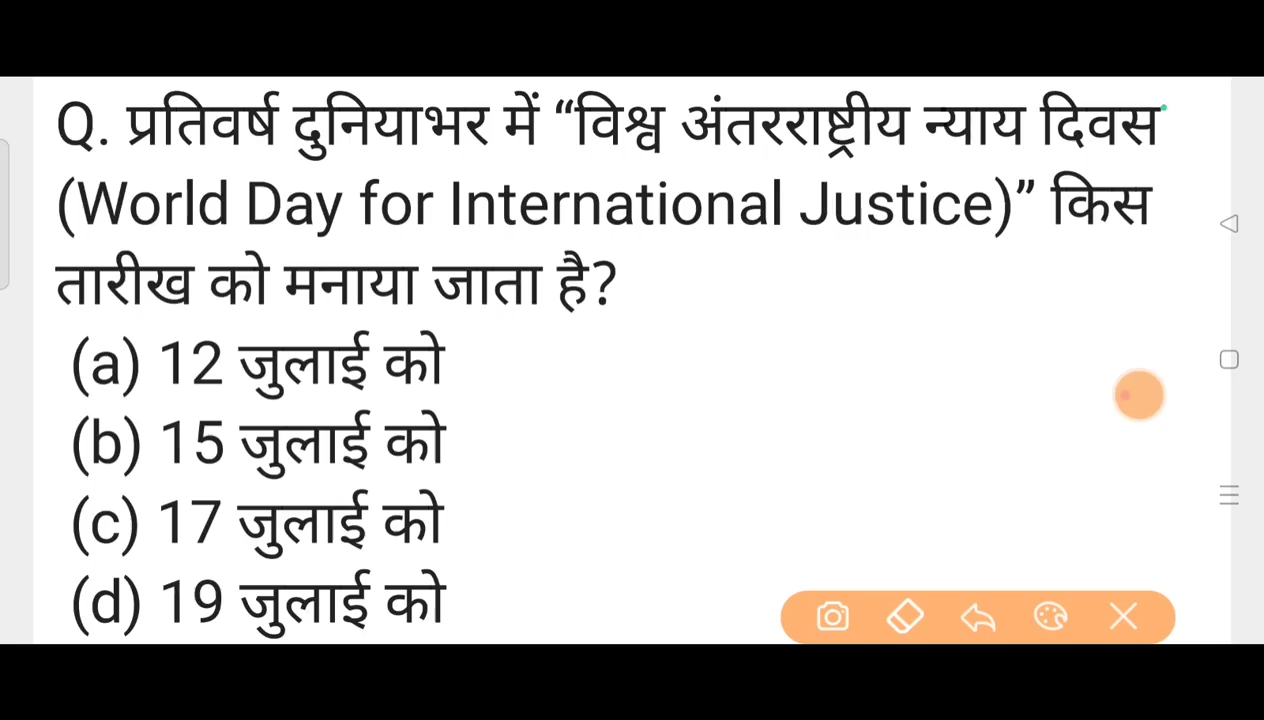 Q. प्रतिवर्ष दुनियाभर में “विश्व अंतरराष्ट्रीय न्याय दिवस
(World Day for International Justice)” किस
तारीख को मनाया जाता है?
(a) 12 जुलाई को
(b) 15 जुलाई को
(c) 17 जुलाई को
(d) 19 जुलाई को